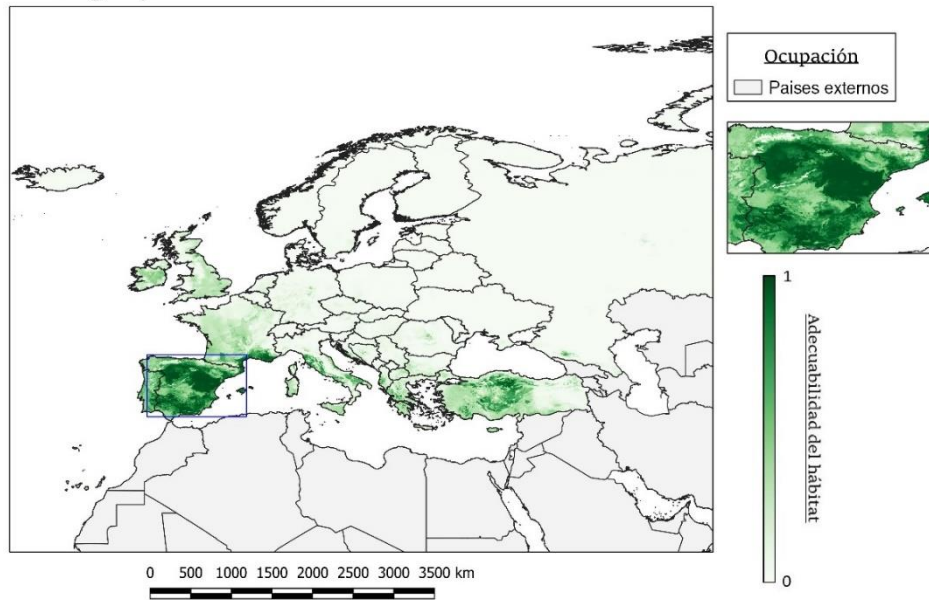 Ocupación
Paises externos
1
Adecuabilidad del hábitat
0
0 500 1000 1500 2000 2500 3000 3500 km